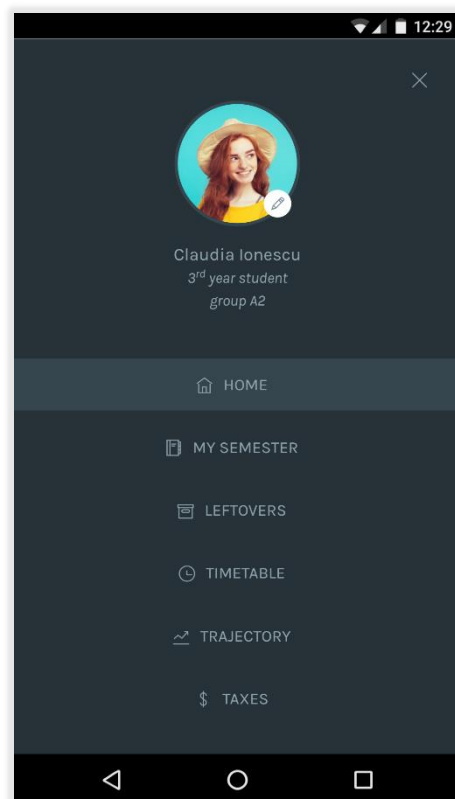 12:29
Claudia Ionescu
3rd year student
group A2
HOME
MY SEMESTER
LEFTOVERS
TIMETABLE
TRAJECTORY
$ TAXES